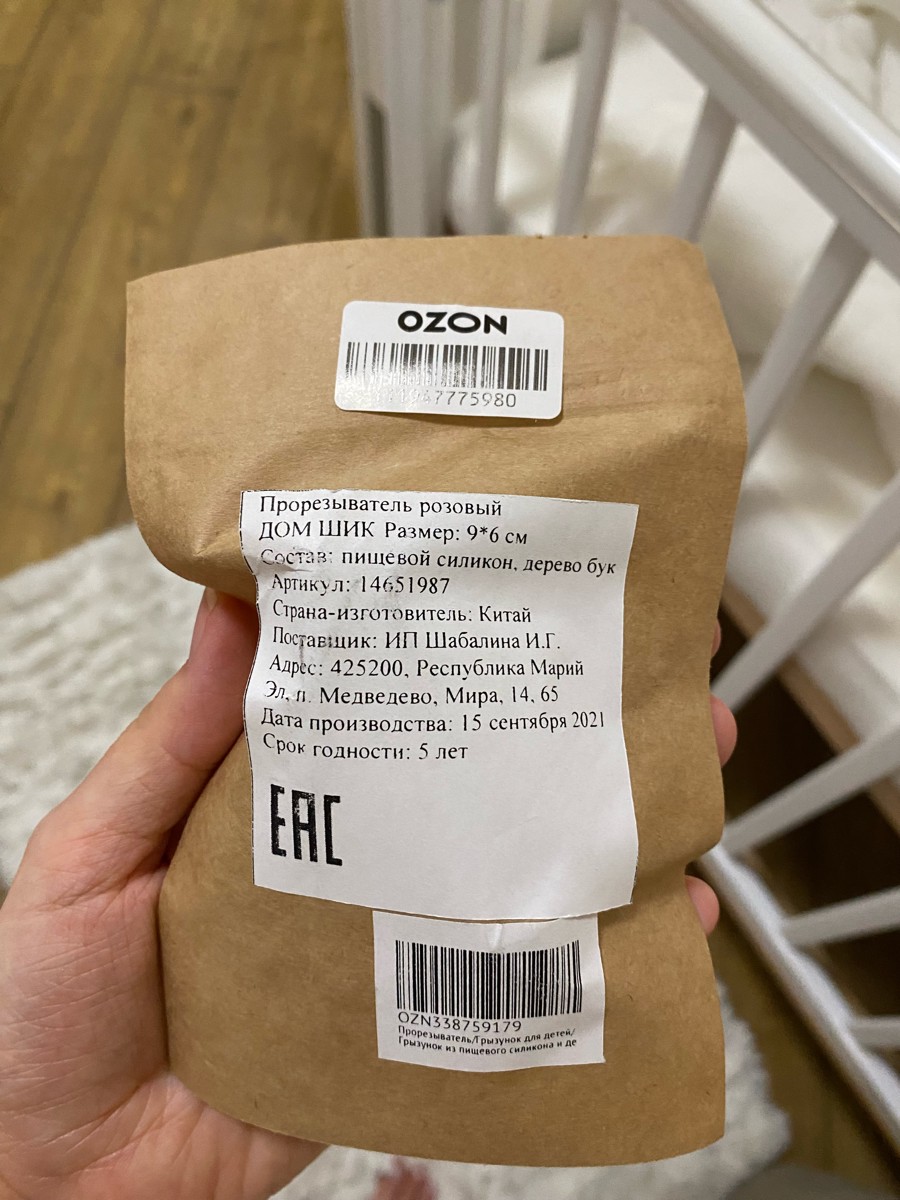 OZON
947775980
Прорезыватель розовый
ДОМ ШИК Размер: 9*6 см
Состав: пищевой силикон, дерево бук
Артикул: 14651987
Страна-изготовитель: Китай
Поставщик: ИП Шабалина И.Г.
Адрес: 425200, Республика Марий
Эл, п. Медведево, Мира, 14, 65
Дата производства: 15 сентября 2021
Срок годности: 5 лет
EAC
OZN338759179
Прорезыватель/Грызунок для детей/
Грызунок из пищевого силикона и де